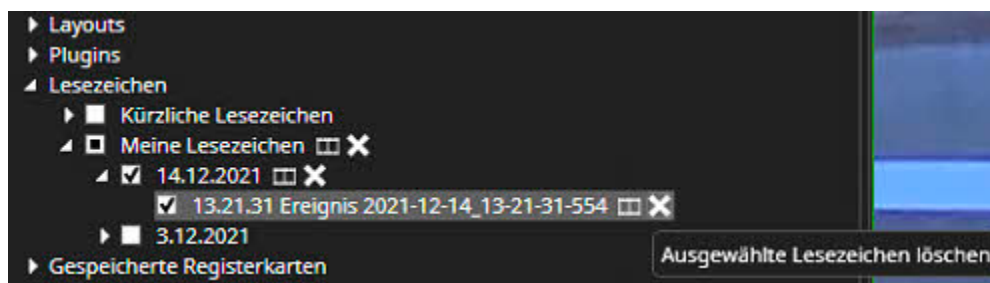 Layouts
Plugins
Lesezeichen
Kürzliche Lesezeichen
Meine Lesezeichen
14.12.2021
13.21.31 Ereignis 2021-12-14_13-21-31-554
3.12.2021
Ausgewählte Lesezeichen löschen
Gespeicherte Registerkarten